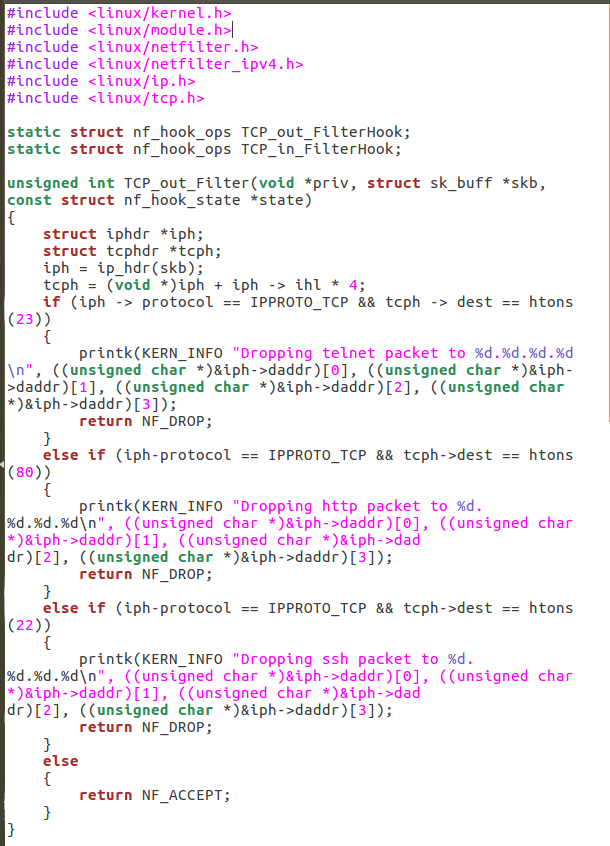 #include <linux/kernel.h>
#include <linux/module.h>
#include <linux/netfilter.h>
#include <linux/netfilter_ipv4.h>
#include <linux/ip.h>
#include <linux/tcp.h>

static struct nf_hook_ops TCP_out_FilterHook;
static struct nf_hook_ops TCP_in_FilterHook;

unsigned int TCP_out_Filter(void *priv, struct sk_buff *skb,
const struct nf_hook_state *state)
{
    struct iphdr *iph;
    struct tcphdr *tcph;
    iph = ip_hdr(skb);
    tcph = (void *)iph + iph -> ihl * 4;
    if (iph -> protocol == IPPROTO_TCP && tcph -> dest == htons
(23))
    {
        printk(KERN_INFO "Dropping telnet packet to %d.%d.%d.%d
\n", ((unsigned char *)&iph->daddr)[0], ((unsigned char *)&iph-
>daddr)[1], ((unsigned char *)&iph->daddr)[2], ((unsigned char
*)&iph->daddr)[3]);
        return NF_DROP;
    }
    else if (iph-protocol == IPPROTO_TCP && tcph->dest == htons
(80))
    {
        printk(KERN_INFO "Dropping http packet to %d.
%d.%d.%d\n", ((unsigned char *)&iph->daddr)[0], ((unsigned char
*)&iph->daddr)[1], ((unsigned char *)&iph->dad
dr)[2], ((unsigned char *)&iph->daddr)[3]);
        return NF_DROP;
    }
    else if (iph-protocol == IPPROTO_TCP && tcph->dest == htons
(22))
    {
        printk(KERN_INFO "Dropping ssh packet to %d.
%d.%d.%d\n", ((unsigned char *)&iph->daddr)[0], ((unsigned char
*)&iph->daddr)[1], ((unsigned char *)&iph->dad
dr)[2], ((unsigned char *)&iph->daddr)[3]);
        return NF_DROP;
    }
    else
    {
        return NF_ACCEPT;
    }
}